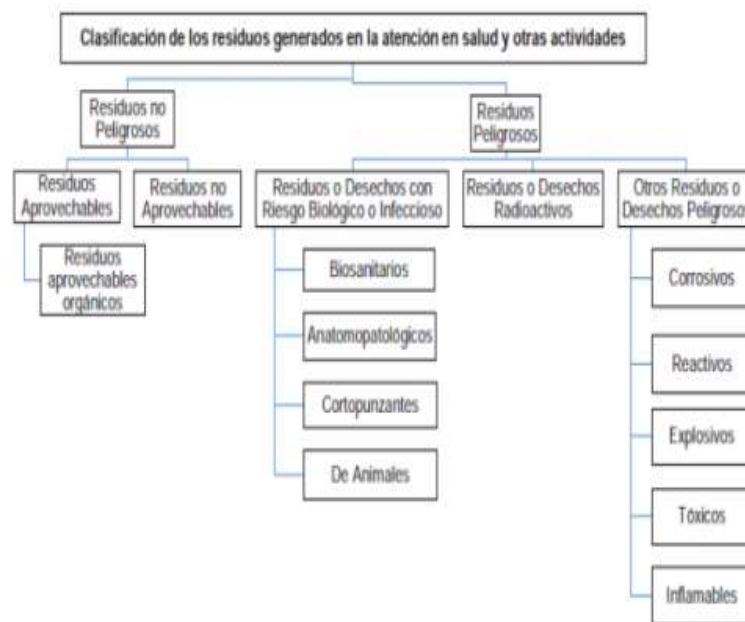 Clasificación de los residuos generados en la atención en salud y otras actividades
Residuos no
Peligrosos
Residuos
Peligrosos
Residuos
Aprovechables
Residuos no
Aprovechables
Residuos o Desechos con
Riesgo Biológico o Infeccioso
Residuos o Desechos
Radioactivos
Otros Residuos o
Desechos Peligroso
Residuos
aprovechables
orgánicos
Biosanitarios
Anatomopatológicos
Cortopunzantes
De Animales
Corrosivos
Reactivos
Explosivos
Tóxicos
Inflamables